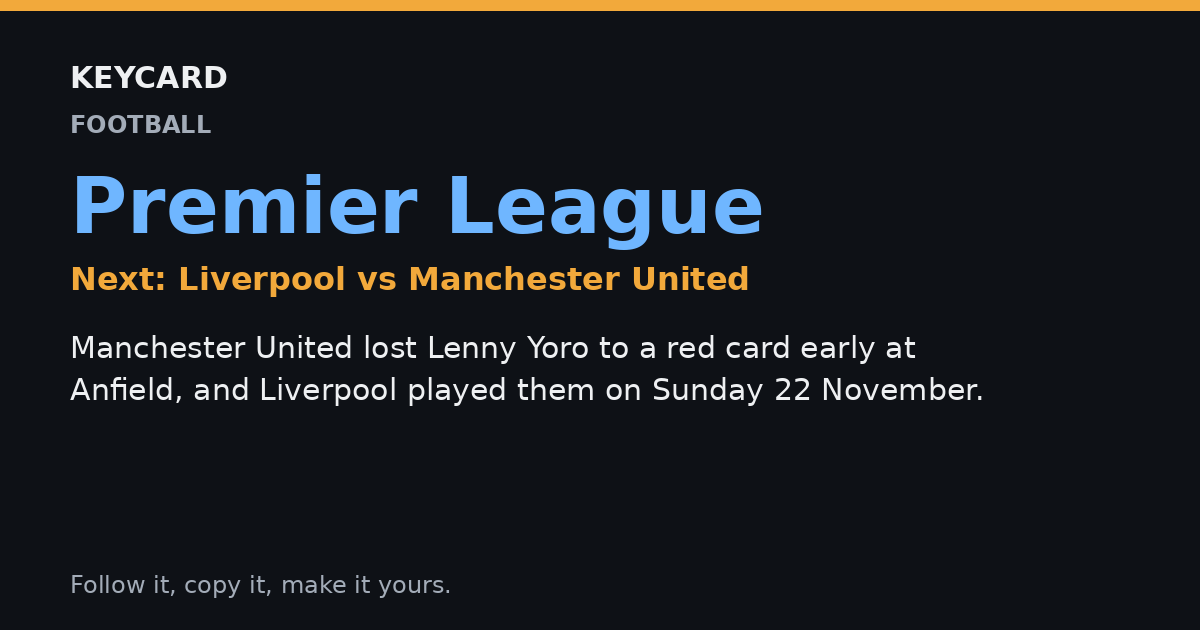 KEYCARD
FOOTBALL
Premier League
Next: Liverpool vs Manchester United
Manchester United lost Lenny Yoro to a red card early at
Anfield, and Liverpool played them on Sunday 22 November.
Follow it, copy it, make it yours.